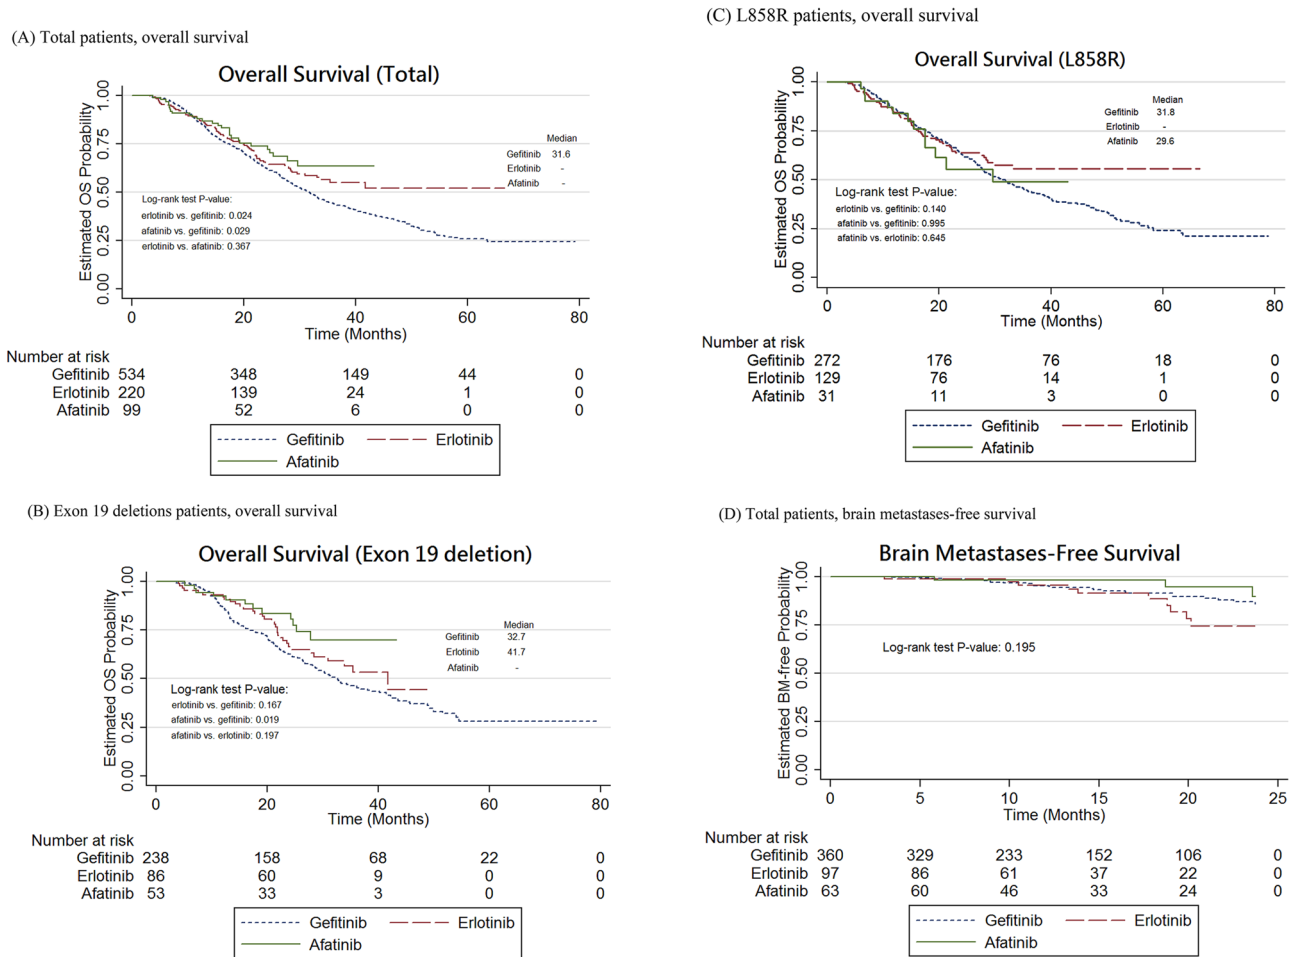 (A) Total patients, overall survival
Overall Survival (Total)
Estimated OS Probability
0.00 0.25 0.50 0.75 1.00
Median
Gefitinib 31.6
Erlotinib -
Afatinib -
Log-rank test P-value:
erlotinib vs. gefitinib: 0.024
afatinib vs. gefitinib: 0.029
erlotinib vs. afatinib: 0.367
0 20 40 60 80
Time (Months)
Number at risk
Gefitinib 534 348 149 44 0
Erlotinib 220 139 24 1 0
Afatinib 99 52 6 0 0
Gefitinib Erlotinib
Afatinib
(B) Exon 19 deletions patients, overall survival
Overall Survival (Exon 19 deletion)
Estimated OS Probability
0.00 0.25 0.50 0.75 1.00
Median
Gefitinib 32.7
Erlotinib 41.7
Afatinib -
Log-rank test P-value:
erlotinib vs. gefitinib: 0.167
afatinib vs. gefitinib: 0.019
afatinib vs. erlotinib: 0.197
0 20 40 60 80
Time (Months)
Number at risk
Gefitinib 238 158 68 22 0
Erlotinib 86 60 9 0 0
Afatinib 53 33 3 0 0
Gefitinib Erlotinib
Afatinib
(C) L858R patients, overall survival
Overall Survival (L858R)
Estimated OS Probability
0.00 0.25 0.50 0.75 1.00
Median
Gefitinib 31.8
Erlotinib -
Afatinib 29.6
Log-rank test P-value:
erlotinib vs. gefitinib: 0.140
afatinib vs. gefitinib: 0.995
afatinib vs. erlotinib: 0.645
0 20 40 60 80
Time (Months)
Number at risk
Gefitinib 272 176 76 18 0
Erlotinib 129 76 14 1 0
Afatinib 31 11 3 0 0
Gefitinib Erlotinib
Afatinib
(D) Total patients, brain metastases-free survival
Brain Metastases-Free Survival
Estimated BM-free Probability
0.00 0.25 0.50 0.75 1.00
Log-rank test P-value: 0.195
0 5 10 15 20 25
Time (Months)
Number at risk
Gefitinib 360 329 233 152 106 0
Erlotinib 97 86 61 37 22 0
Afatinib 63 60 46 33 24 0
Gefitinib Erlotinib
Afatinib